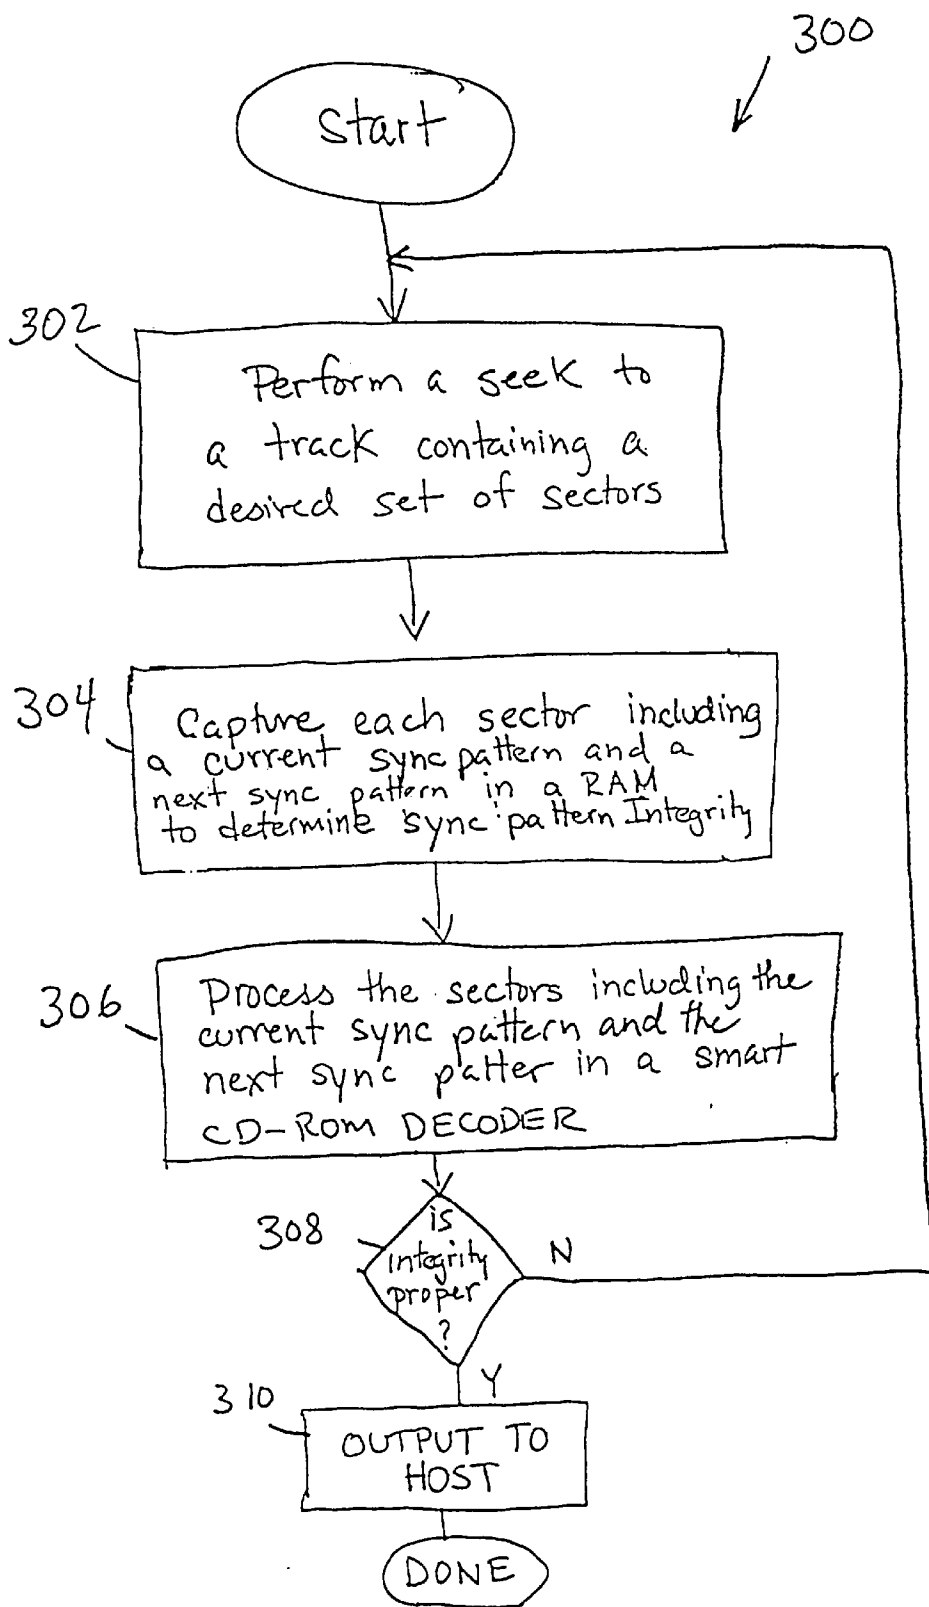 300
Start
302
Perform a seek to
a track containing a
desired set of sectors
304
Capture each sector including
a current sync pattern and a
next sync pattern in a RAM
to determine sync pattern Integrity
306
Process the sectors including the
current sync pattern and the
next sync patter in a smart
CD-ROM DECODER
308
is
integrity
proper
?
N
Y
310
OUTPUT TO
HOST
DONE